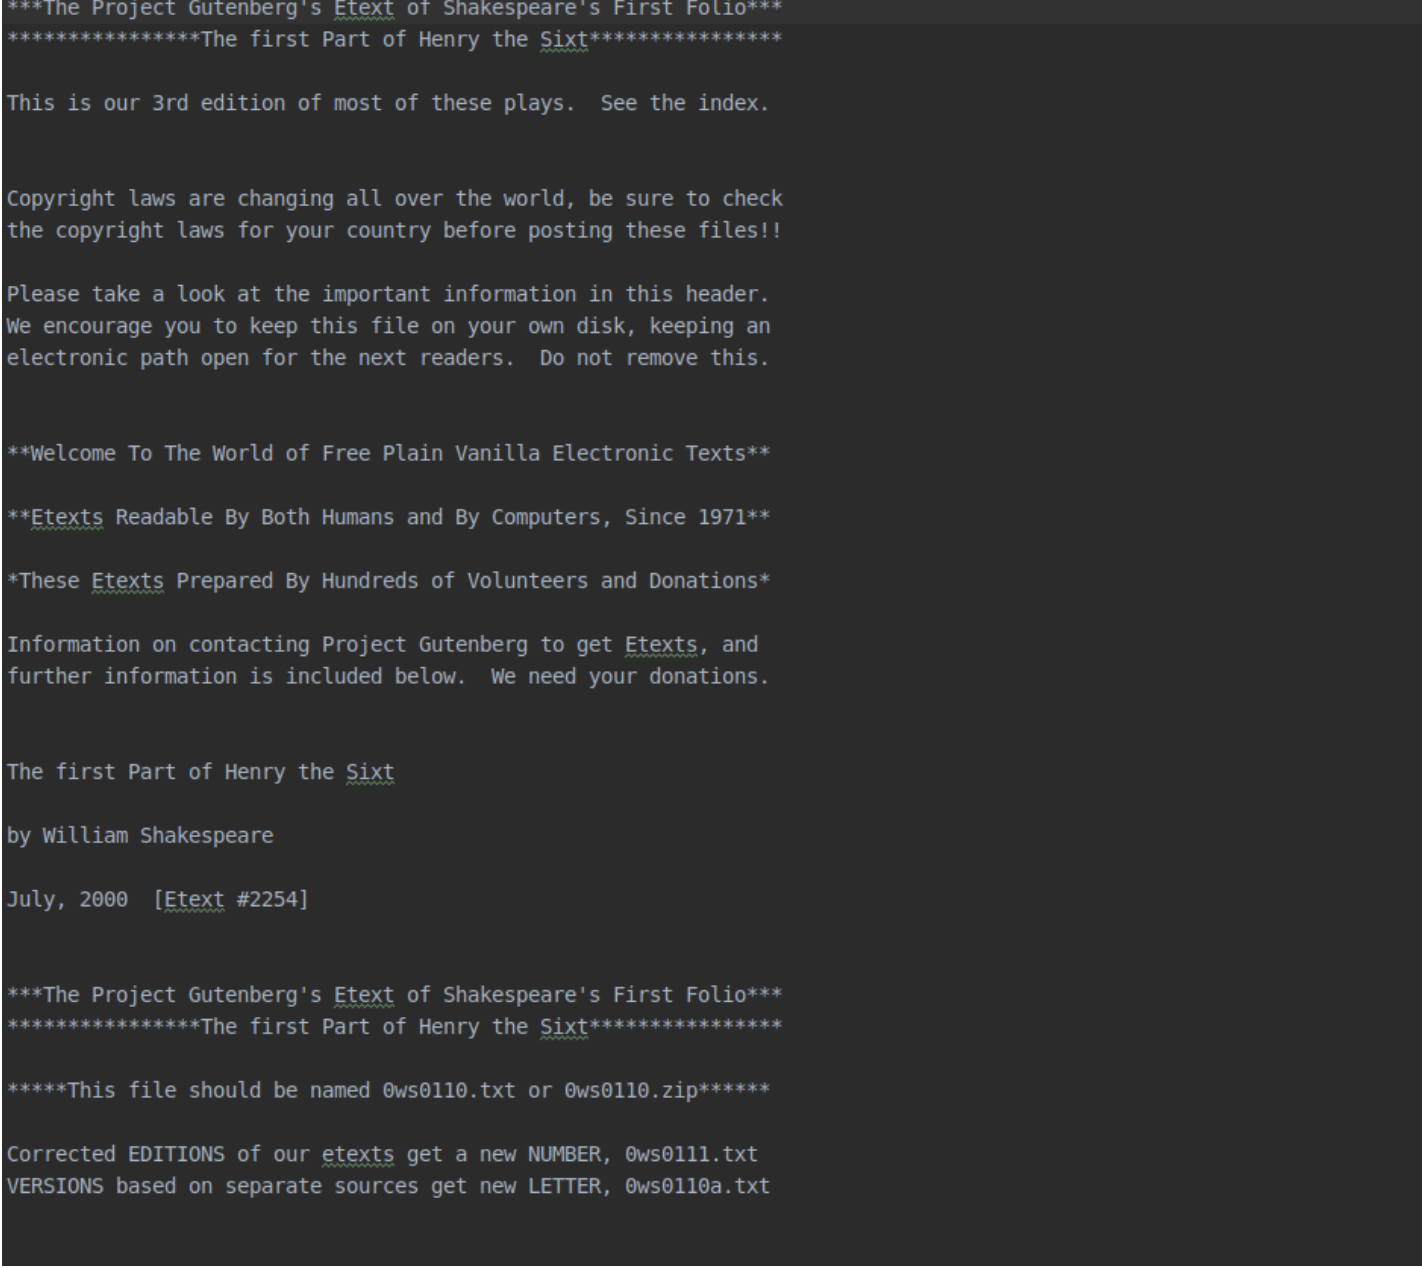 ***The Project Gutenberg's Etext of Shakespeare's First Folio***
****************The first Part of Henry the Sixt****************
This is our 3rd edition of most of these plays.  See the index.
Copyright laws are changing all over the world, be sure to check
the copyright laws for your country before posting these files!!
Please take a look at the important information in this header.
We encourage you to keep this file on your own disk, keeping an
electronic path open for the next readers.  Do not remove this.
**Welcome To The World of Free Plain Vanilla Electronic Texts**
**Etexts Readable By Both Humans and By Computers, Since 1971**
*These Etexts Prepared By Hundreds of Volunteers and Donations*
Information on contacting Project Gutenberg to get Etexts, and
further information is included below.  We need your donations.
The first Part of Henry the Sixt
by William Shakespeare
July, 2000  [Etext #2254]
***The Project Gutenberg's Etext of Shakespeare's First Folio***
****************The first Part of Henry the Sixt****************
*****This file should be named 0ws0110.txt or 0ws0110.zip******
Corrected EDITIONS of our etexts get a new NUMBER, 0ws0111.txt
VERSIONS based on separate sources get new LETTER, 0ws0110a.txt